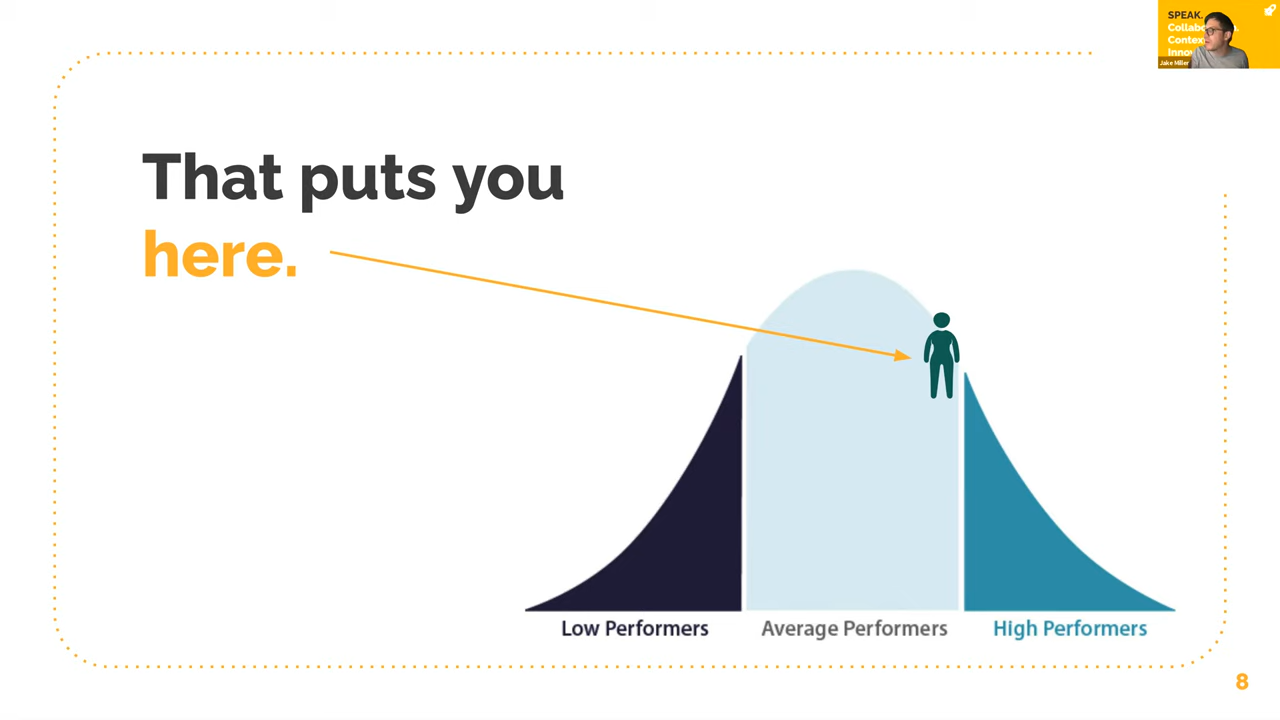 SPEAK.
Jake Miller
That puts you
here.
Low Performers
Average Performers
High Performers
8